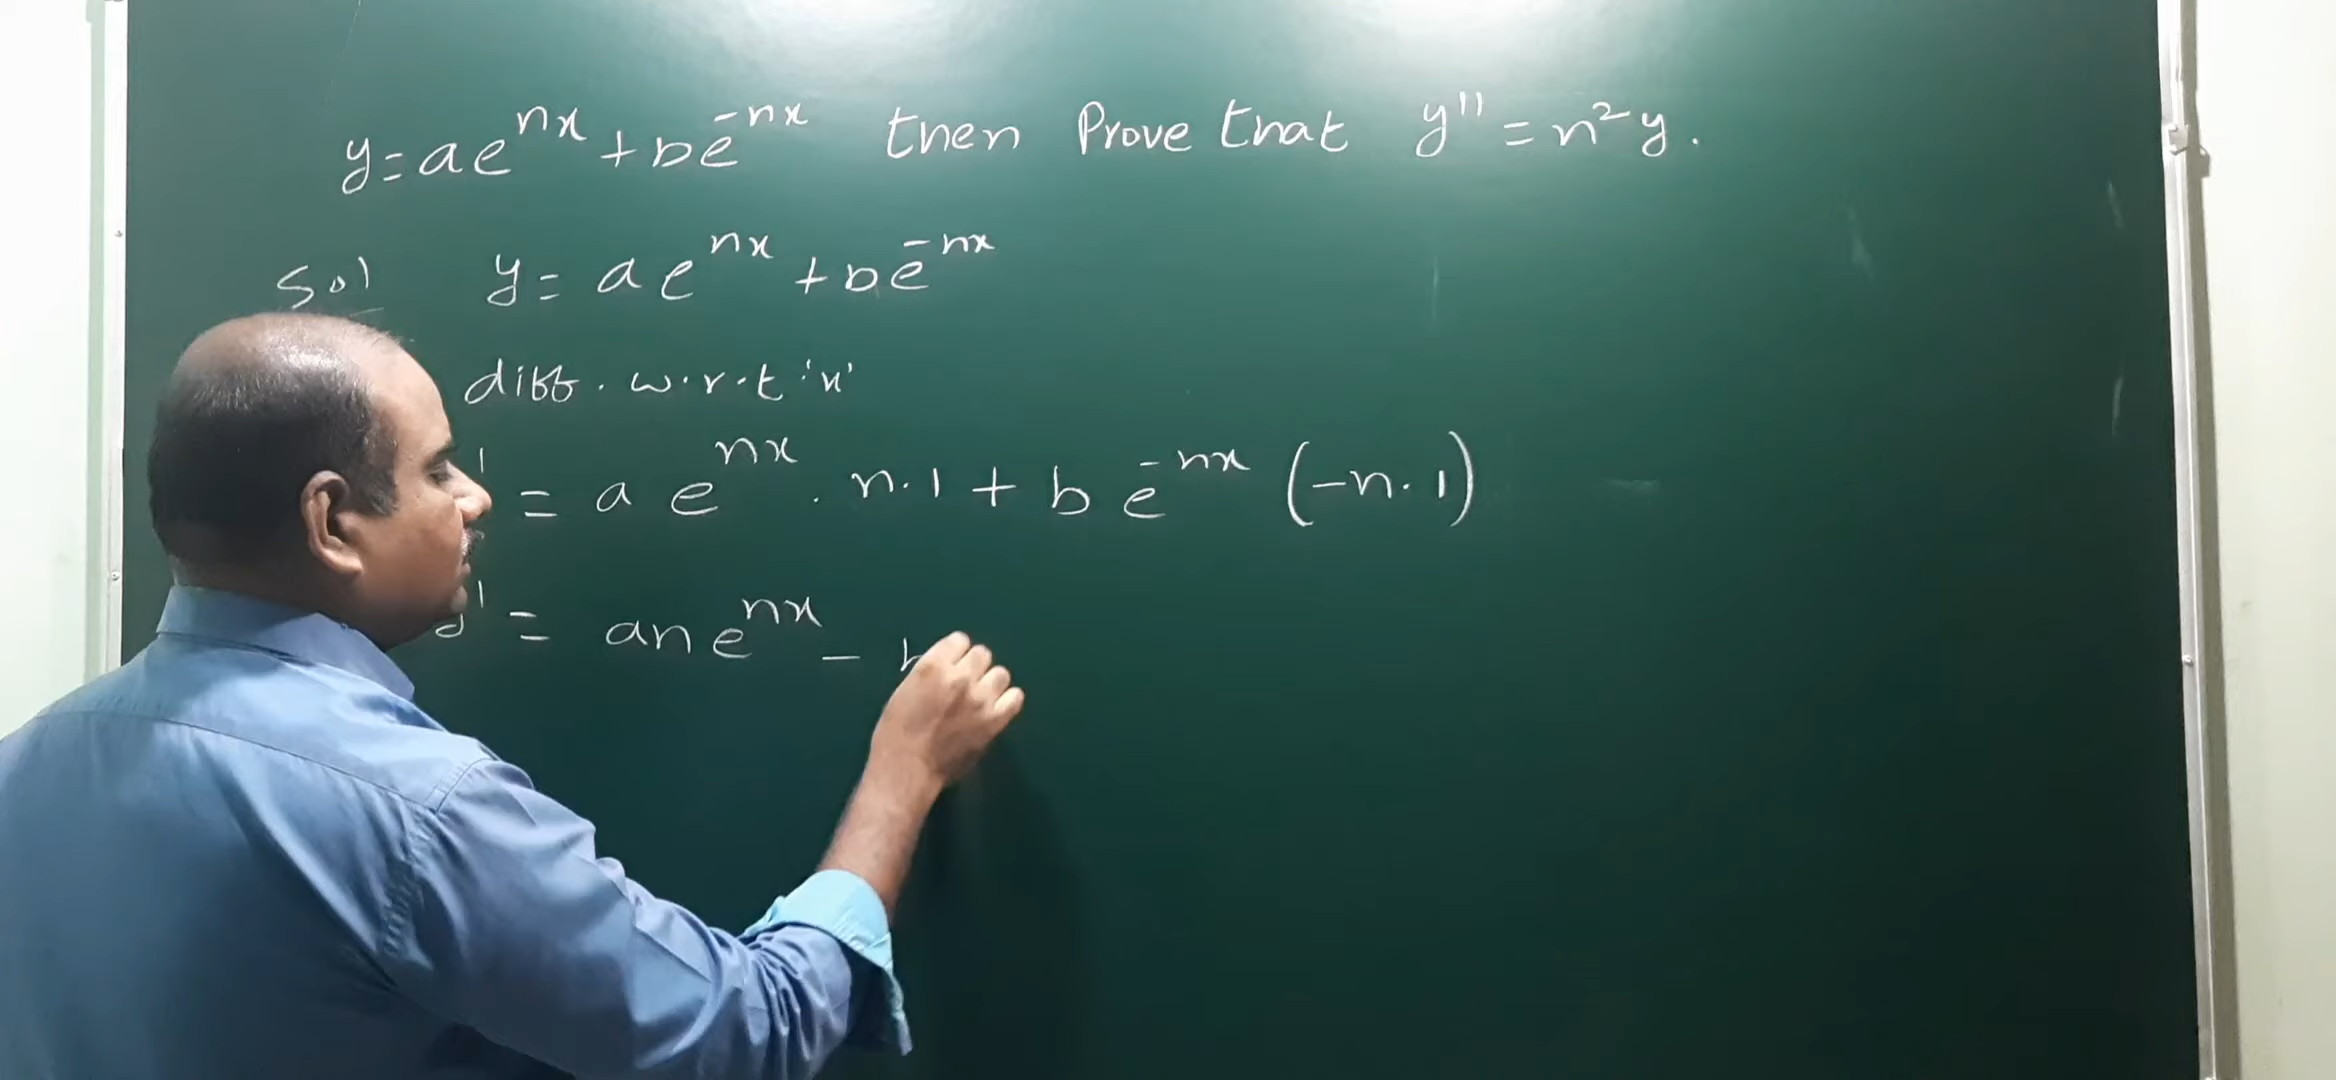 y = ae^nx + be^-nx then Prove that y'' = n²y.
Sol y = ae^nx + be^-nx
diff. w.r.t 'x'
' = a e^nx . n.1 + b e^-nx (-n.1)
y' = an e^nx -